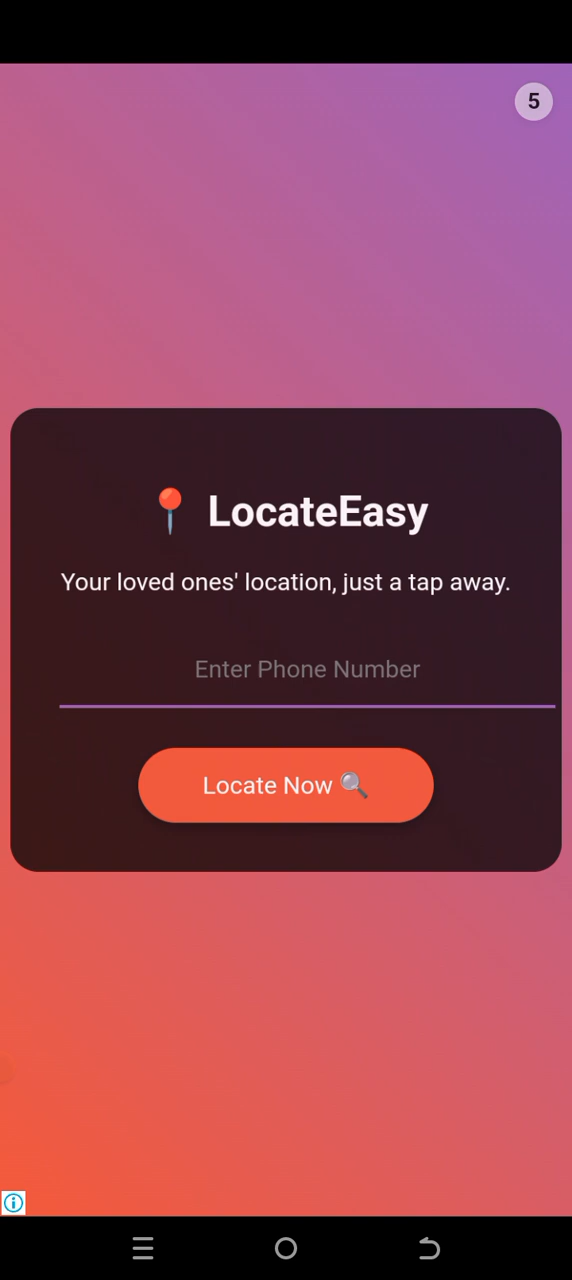 5
📍 LocateEasy
Your loved ones' location, just a tap away.
Enter Phone Number
Locate Now 🔍